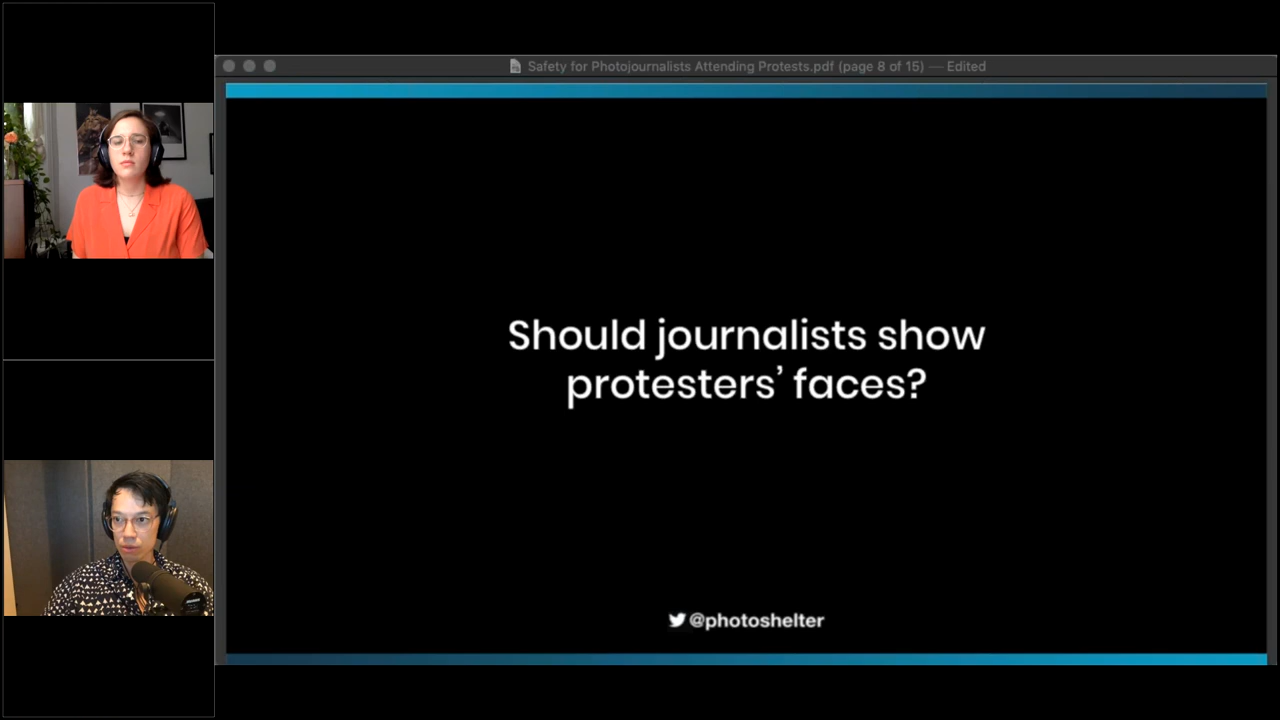 Safety for Photojournalists Attending Protests.pdf (page 8 of 15) — Edited
Should journalists show
protesters’ faces?
@photoshelter